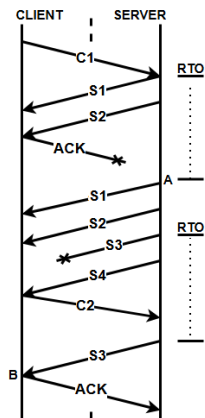 CLIENT SERVER
C1
RTO
S1
S2
ACK
S1 A
S2
S3 RTO
S4
C2
S3
B
ACK